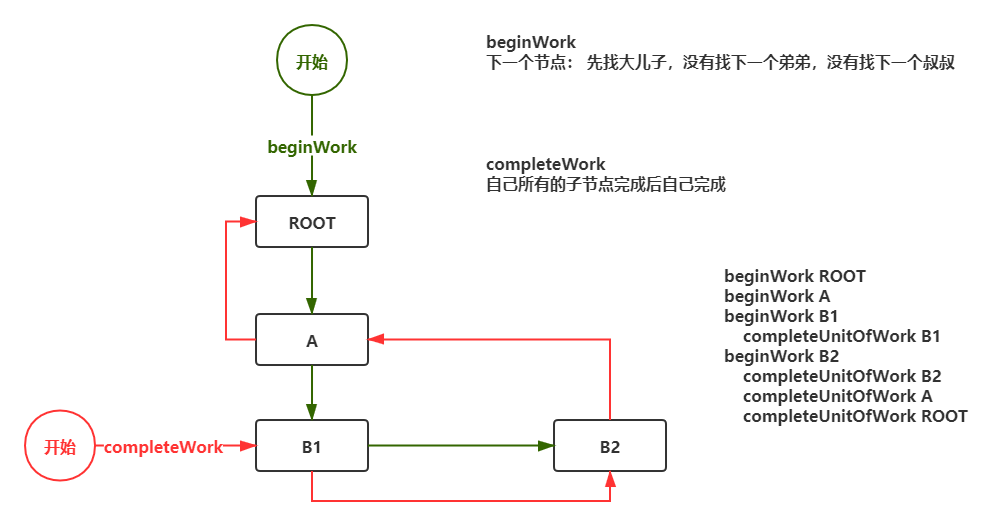 开始
beginWork
下一个节点： 先找大儿子，没有找下一个弟弟，没有找下一个叔叔
beginWork
completeWork
自己所有的子节点完成后自己完成
ROOT
beginWork ROOT
beginWork A
beginWork B1
completeUnitOfWork B1
beginWork B2
completeUnitOfWork B2
completeUnitOfWork A
completeUnitOfWork ROOT
A
开始
completeWork
B1
B2